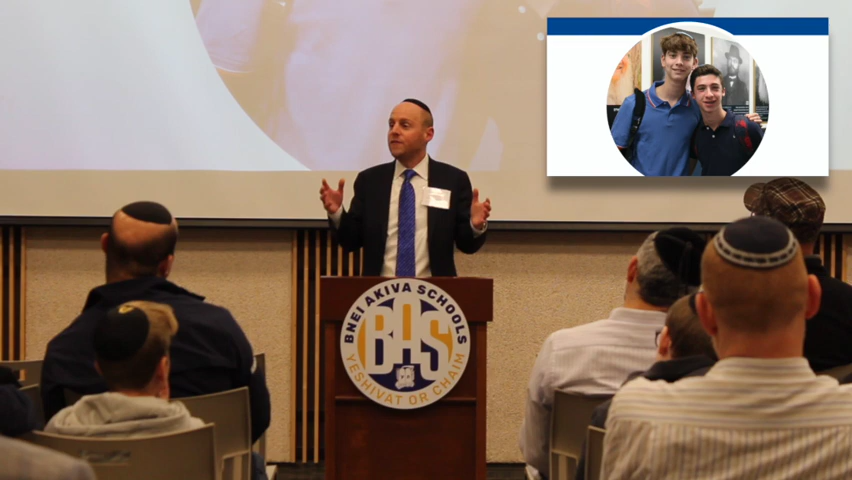 BNEI AKIVA SCHOOLS
BAS
YESHIVAT OR CHAIM